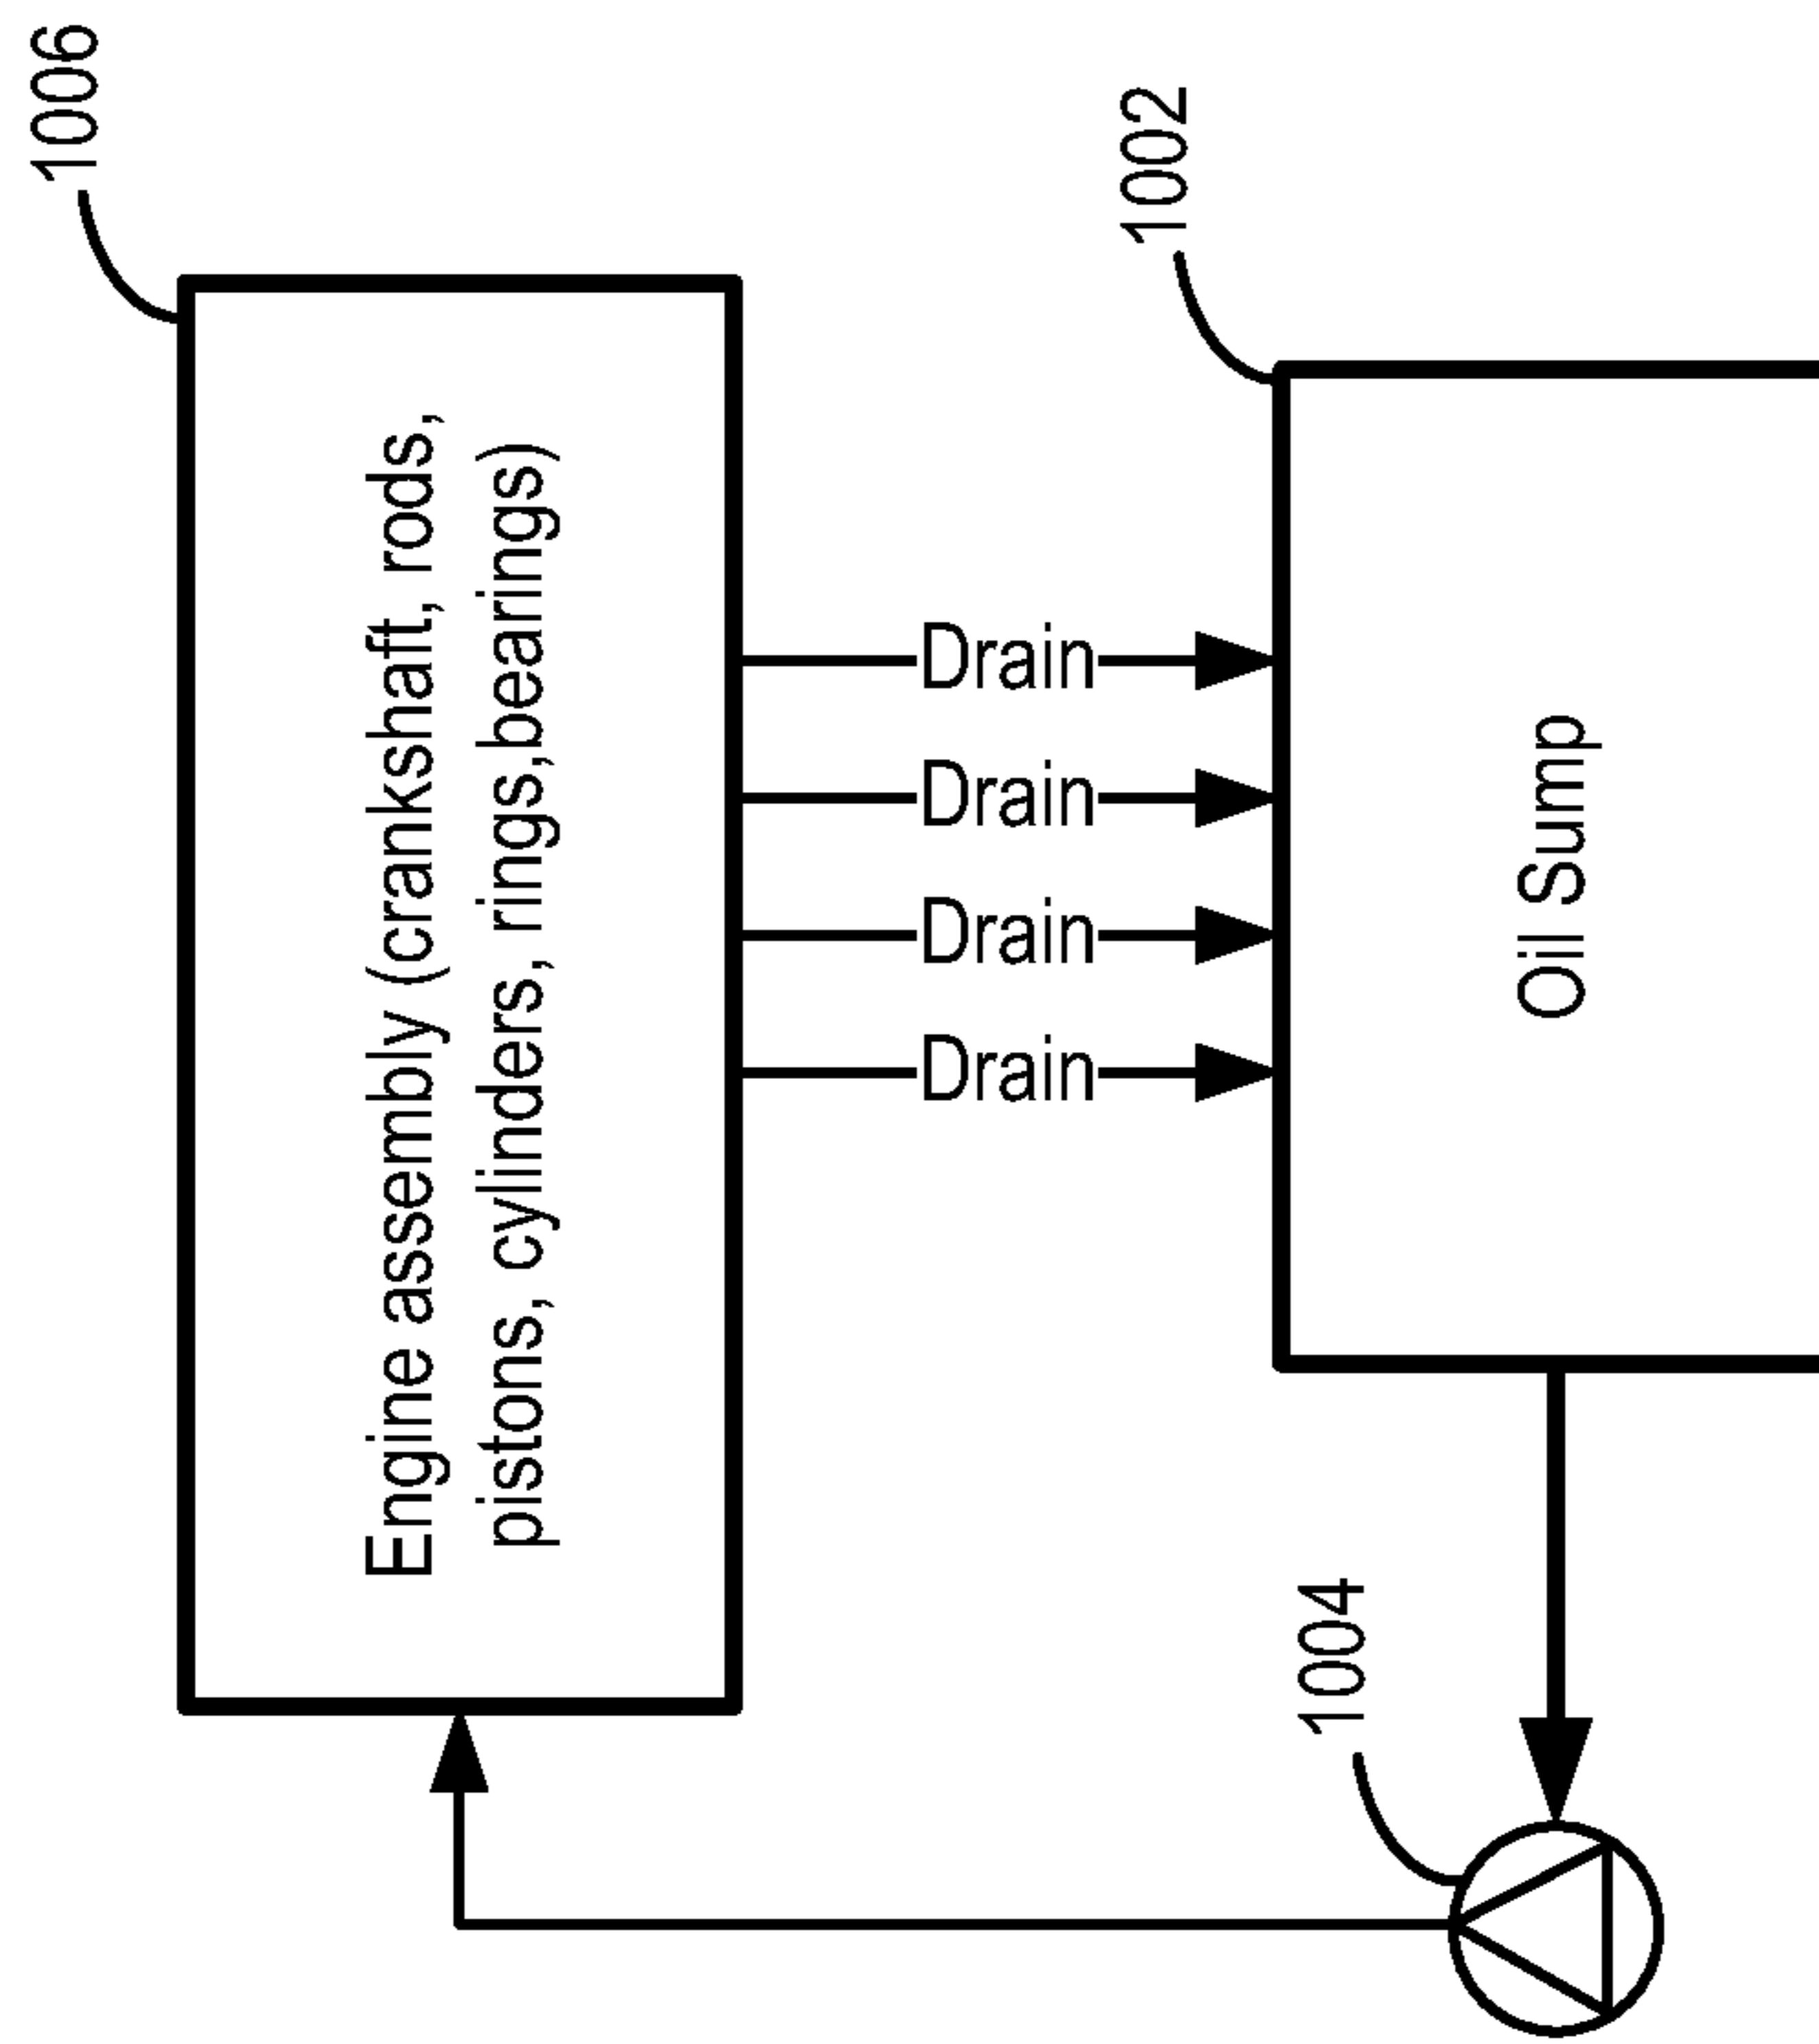 1006
Engine assembly (crankshaft, rods,
pistons, cylinders, rings,bearings)
Drain
Drain
Drain
Drain
1002
Oil Sump
1004